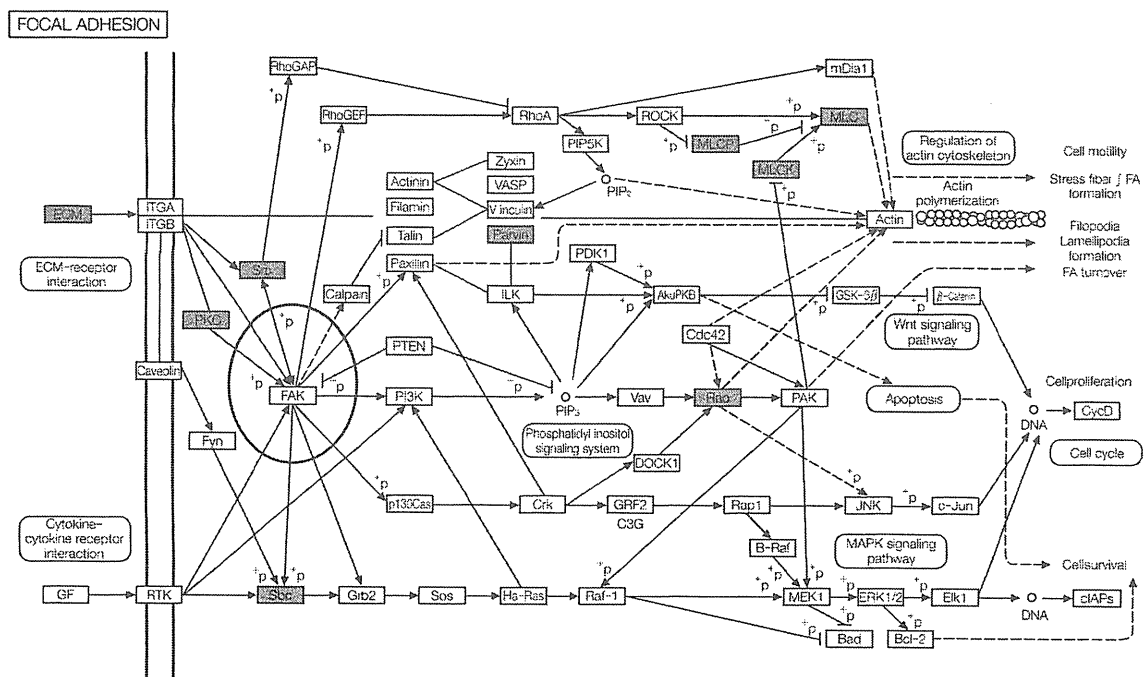 FOCAL ADHESION
RhoGAP
mDia1
+p
RhoGEF
RhoA
ROCK
+p
MLC
+p
-p
MLCP
+p
PIP5K
MLCK
+p
+p
Regulation of
actin cytoskeleton
Cell motility
Zyxin
Actinin
VASP
PIP₂
Actin
polymerization
Stress fiber / FA
formation
ECM
ITGA
ITGB
Filamin
Vinculin
Actin
Talin
Parvin
Filopodia
Lamellipodia
formation
FA turnover
ECM-receptor
interaction
Src
+p
Paxillin
PDK1
Calpain
ILK
+p
Akt/PKB
GSK-3β
+p
β-Catenin
PKC
+p
Cdc42
Wnt signaling
pathway
PTEN
Caveolin
+p
-p
-p
FAK
PI3K
PIP₃
Vav
Rac
PAK
Apoptosis
Cellproliferation
DNA
CycD
Fyn
Phosphatidyl inositol
signaling system
DOCK1
Cell cycle
+p
p130Cas
Crk
GRF2
C3G
Rap1
+p
JNK
+p
c-Jun
Cytokine-
cytokine receptor
interaction
B-Raf
MAPK signaling
pathway
+p
+p
+p
+p
+p
Cellsurvival
GF
RTK
Shc
Grb2
Sos
Ha-Ras
Raf-1
+p
MEK1
+p
ERK1/2
+p
Elk1
DNA
cIAPs
+p
+p
Bad
+p
Bcl-2